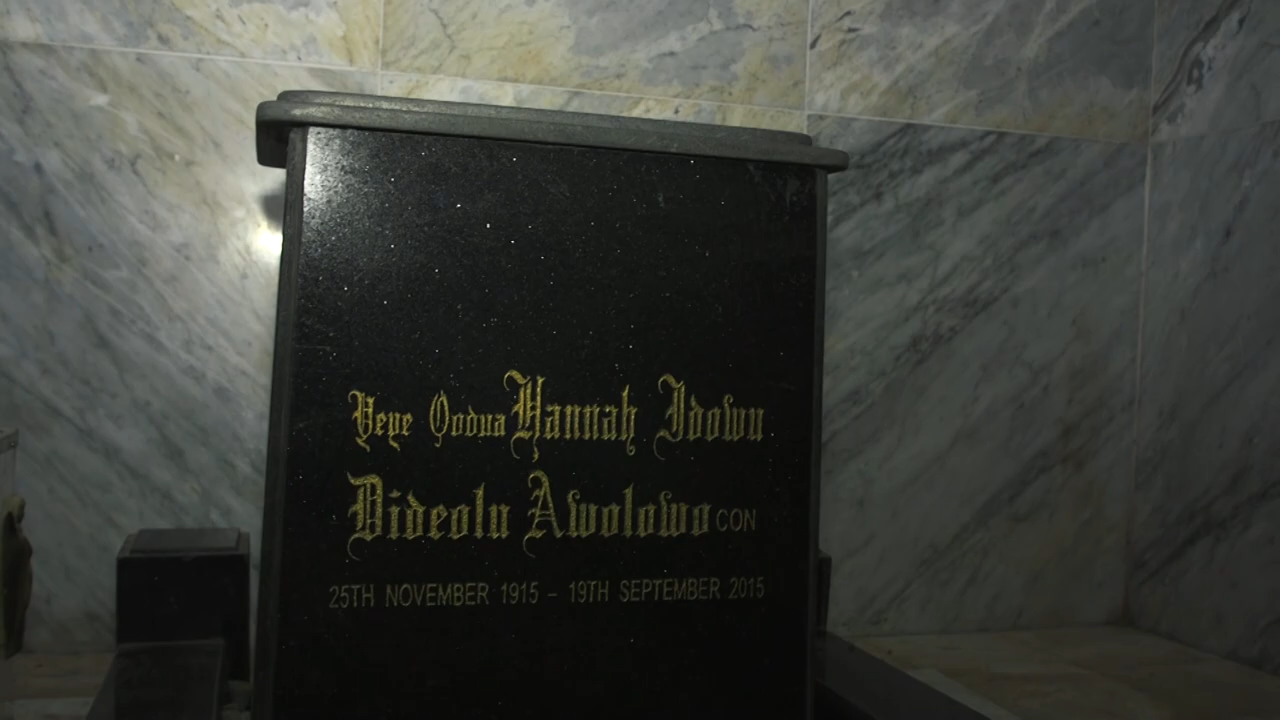 Yeye Oodua Hannah Idowu
Dideolu Awolowo CON
25TH NOVEMBER 1915 – 19TH SEPTEMBER 2015